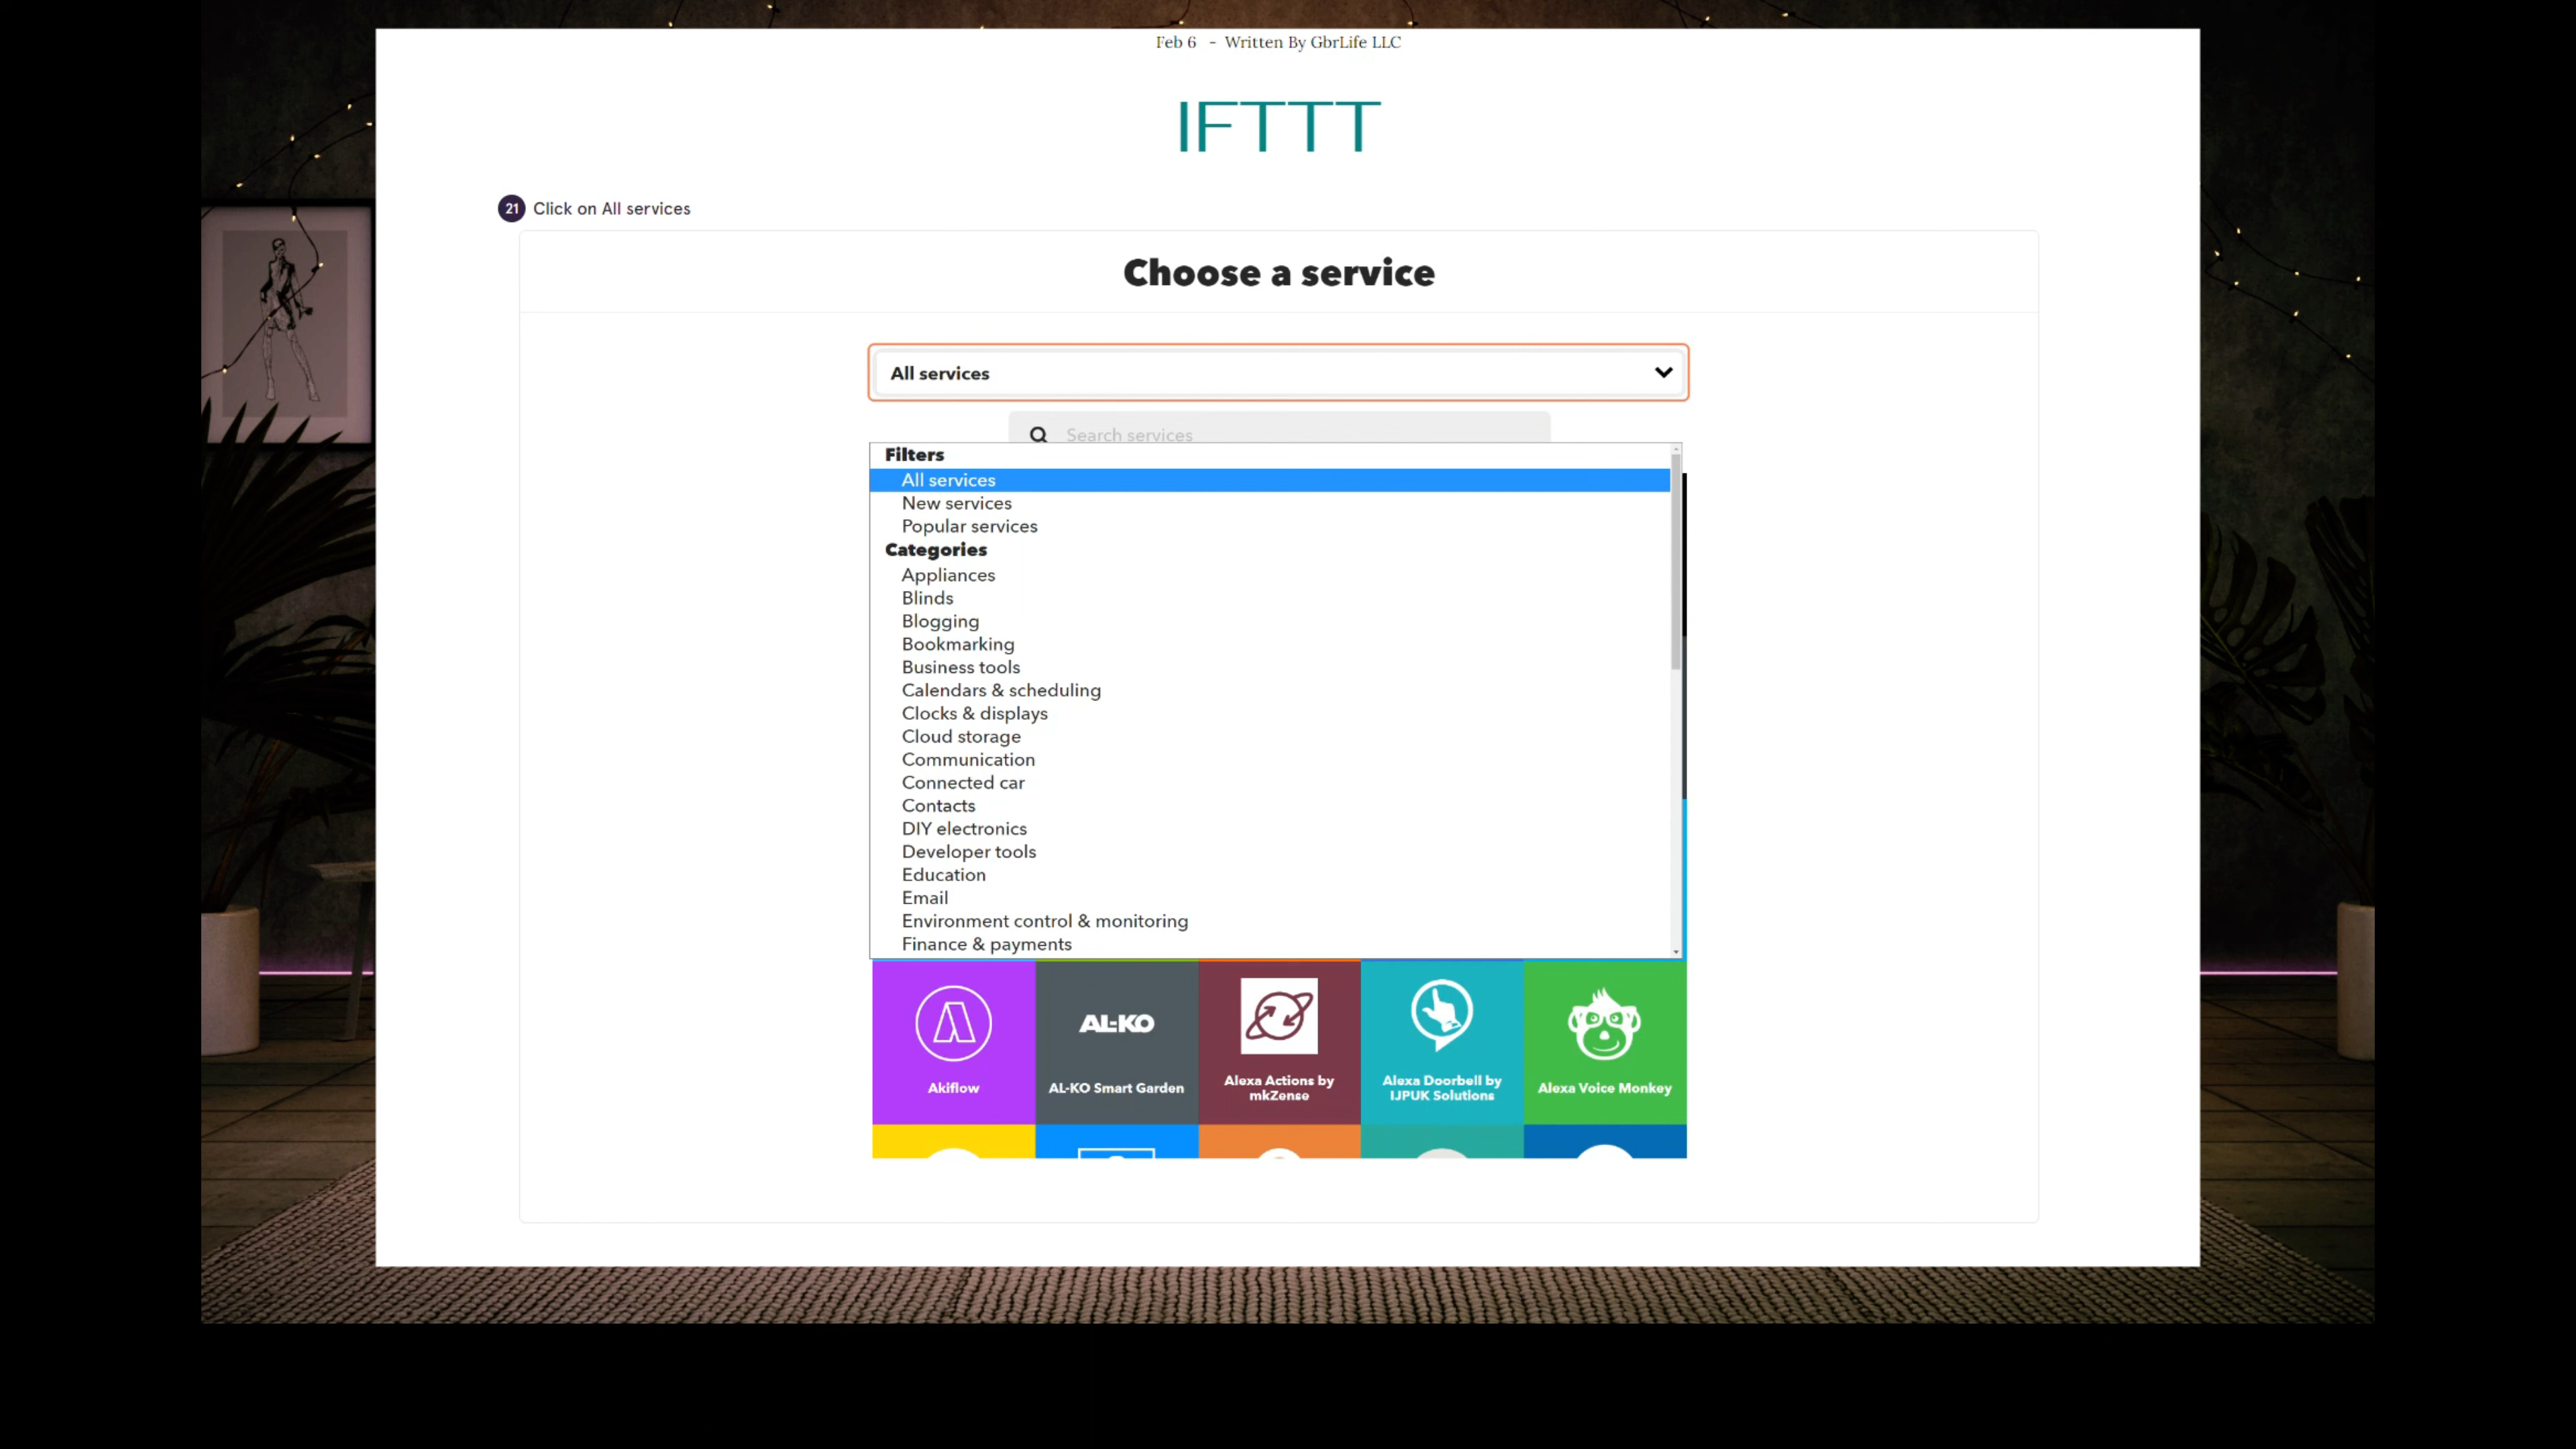 Feb 6 - Written By GbrLife LLC
IFTTT
21 Click on All services
Choose a service
All services
Search services
Filters
All services
New services
Popular services
Categories
Appliances
Blinds
Blogging
Bookmarking
Business tools
Calendars & scheduling
Clocks & displays
Cloud storage
Communication
Connected car
Contacts
DIY electronics
Developer tools
Education
Email
Environment control & monitoring
Finance & payments
AL-KO
Akiflow
AL-KO Smart Garden
Alexa Actions by
mkZense
Alexa Doorbell by
IJPUK Solutions
Alexa Voice Monkey